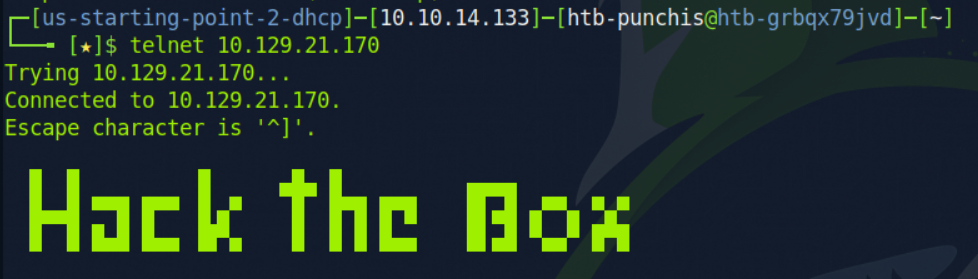 ┌─[us-starting-point-2-dhcp]─[10.10.14.133]─[htb-punchis@htb-grbqx79jvd]─[~]
└──╼ [★]$ telnet 10.129.21.170
Trying 10.129.21.170...
Connected to 10.129.21.170.
Escape character is '^]'.
Hack the Box